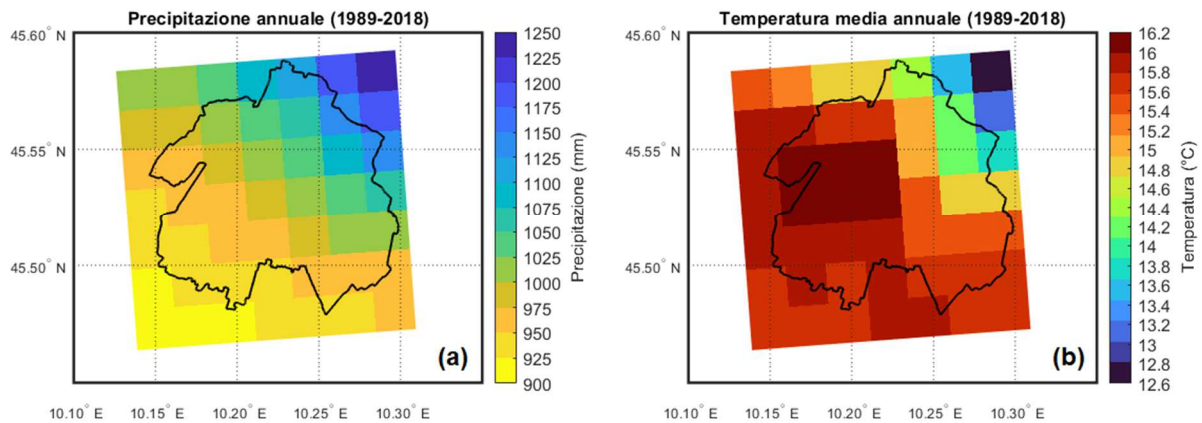 Precipitazione annuale (1989-2018)
45.60° N
45.55° N
45.50° N
10.10° E
10.15° E
10.20° E
10.25° E
10.30° E
(a)
1250
1225
1200
1175
1150
1125
1100
1075
1050
1025
1000
975
950
925
900
Precipitazione (mm)
Temperatura media annuale (1989-2018)
45.60° N
45.55° N
45.50° N
10.10° E
10.15° E
10.20° E
10.25° E
10.30° E
(b)
16.2
16
15.8
15.6
15.4
15.2
15
14.8
14.6
14.4
14.2
14
13.8
13.6
13.4
13.2
13
12.8
12.6
Temperatura (°C)